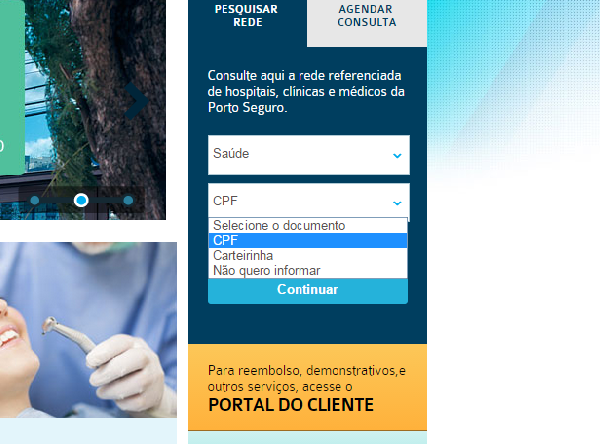 PESQUISAR
REDE
AGENDAR
CONSULTA
Consulte aqui a rede referenciada
de hospitais, clínicas e médicos da
Porto Seguro.
Saúde
CPF
Selecione o documento
CPF
Carteirinha
Não quero informar
Continuar
Para reembolso, demonstrativos,e
outros serviços, acesse o
PORTAL DO CLIENTE